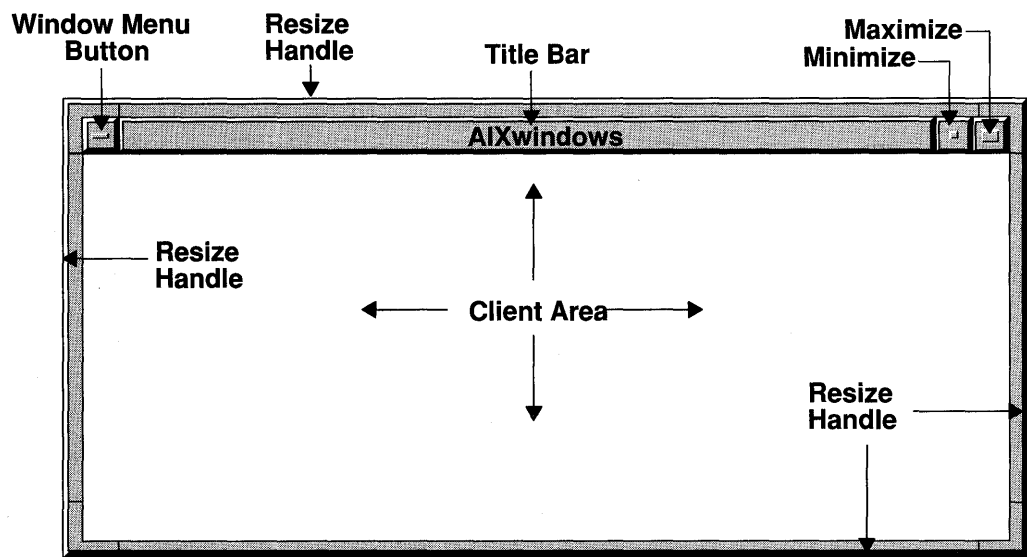 Window Menu
Button
Resize
Handle
Title Bar
Maximize
Minimize
AIXwindows
Resize
Handle
Client Area
Resize
Handle